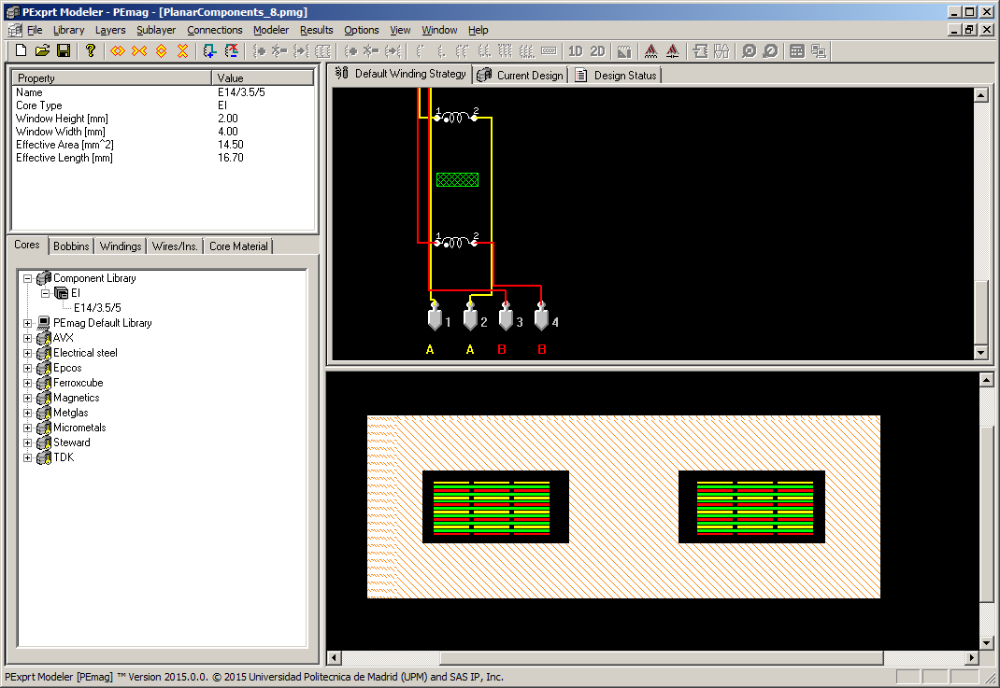 PExprt Modeler - PEmag - [PlanarComponents_8.pmg]
File Library Layers Sublayer Connections Modeler Results Options View Window Help
1D 2D
Property Value
Name E14/3.5/5
Core Type EI
Window Height [mm] 2.00
Window Width [mm] 4.00
Effective Area [mm^2] 14.50
Effective Length [mm] 16.70
Cores Bobbins Windings Wires/Ins. Core Material
Component Library
EI
E14/3.5/5
PEmag Default Library
AVX
Electrical steel
Epcos
Ferroxcube
Magnetics
Metglas
Micrometals
Steward
TDK
Default Winding Strategy Current Design Design Status
1 2
1 2
1 2 3 4
A A B B
PExprt Modeler [PEmag] ™ Version 2015.0.0. © 2015 Universidad Politecnica de Madrid (UPM) and SAS IP, Inc.